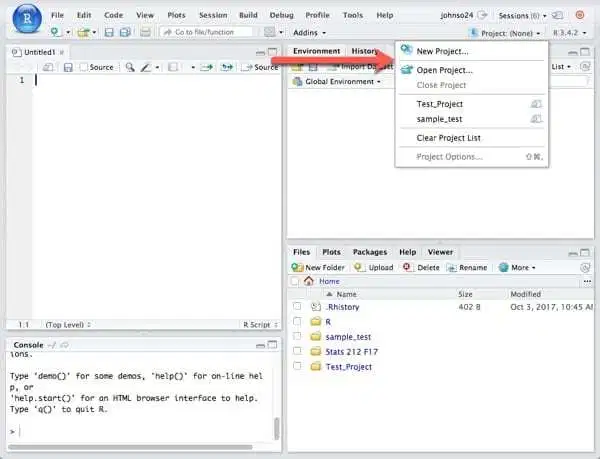 R
File Edit Code View Plots Session Build Debug Profile Tools Help
johnso24 Sessions (6)
Go to file/function Addins
Project: (None) R 3.4.2
New Project...
Open Project...
Close Project
Test_Project
sample_test
Clear Project List
Project Options... ⇧⌘,
Untitled1
Source Source
1
1:1 (Top Level) R Script
Console ~/
ions.
Type 'demo()' for some demos, 'help()' for on-line hel
p, or
'help.start()' for an HTML browser interface to help.
Type 'q()' to quit R.
>
Environment History
Import Dataset List
Global Environment
Files Plots Packages Help Viewer
New Folder Upload Delete Rename More
Home ...
Name Size Modified
.Rhistory 402 B Oct 3, 2017, 10:45 AM
R
sample_test
Stats 212 F17
Test_Project